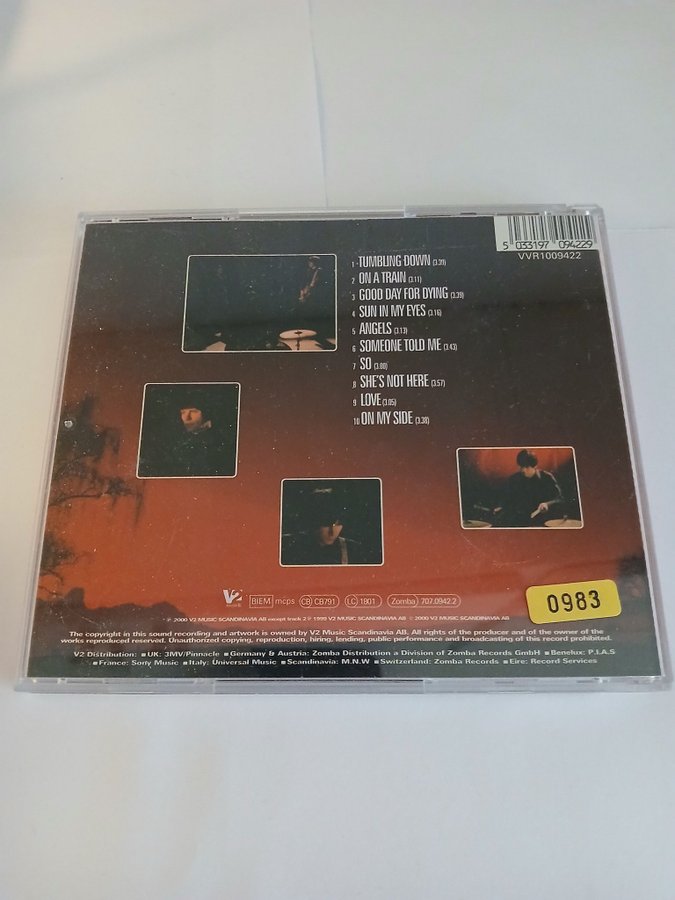 5 033197 094229
VVR1009422
1 TUMBLING DOWN (3.31)
2 ON A TRAIN (3.11)
3 GOOD DAY FOR DYING (3.39)
4 SUN IN MY EYES (3.16)
5 ANGELS (3.13)
6 SOMEONE TOLD ME (3.43)
7 SO (3.80)
8 SHE'S NOT HERE (3.57)
9 LOVE (3.05)
10 ON MY SIDE (3.38)
V2 BIEM mcps CB CB791 LC 1801 Zomba 707.0942.2
0983
℗ 2000 V2 MUSIC SCANDINAVIA AB except track 2 ℗ 1999 V2 MUSIC SCANDINAVIA AB © 2000 V2 MUSIC SCANDINAVIA AB
The copyright in this sound recording and artwork is owned by V2 Music Scandinavia AB. All rights of the producer and of the owner of the
works reproduced reserved. Unauthorized copying, reproduction, hiring, lending, public performance and broadcasting of this record prohibited.
V2 Distribution: ■ UK: 3MV/Pinnacle ■ Germany & Austria: Zomba Distribution a Division of Zomba Records GmbH ■ Benelux: P.I.A.S
■ France: Sony Music ■ Italy: Universal Music ■ Scandinavia: M.N.W ■ Switzerland: Zomba Records ■ Eire: Record Services